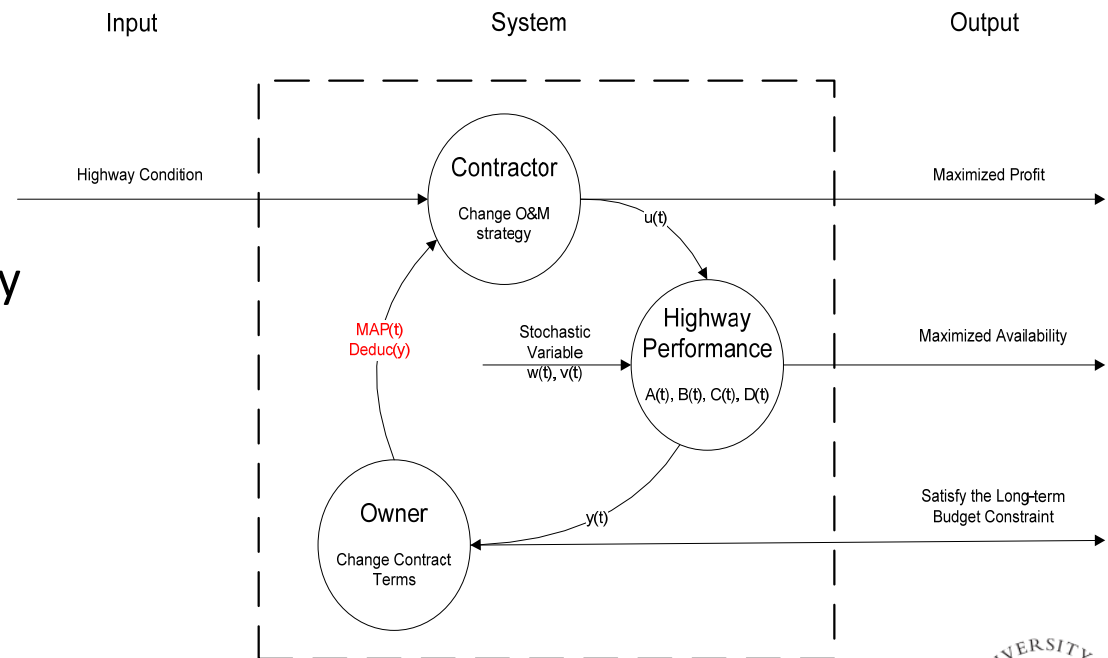 Input
System
Output
Highway Condition
Contractor
Change O&M
strategy
Maximized Profit
u(t)
y
MAP(t)
Deduc(y)
Stochastic
Variable
w(t), v(t)
Highway
Performance
A(t), B(t), C(t), D(t)
Maximized Availability
Owner
Change Contract
Terms
y(t)
Satisfy the Long-term
Budget Constraint
VERSITY